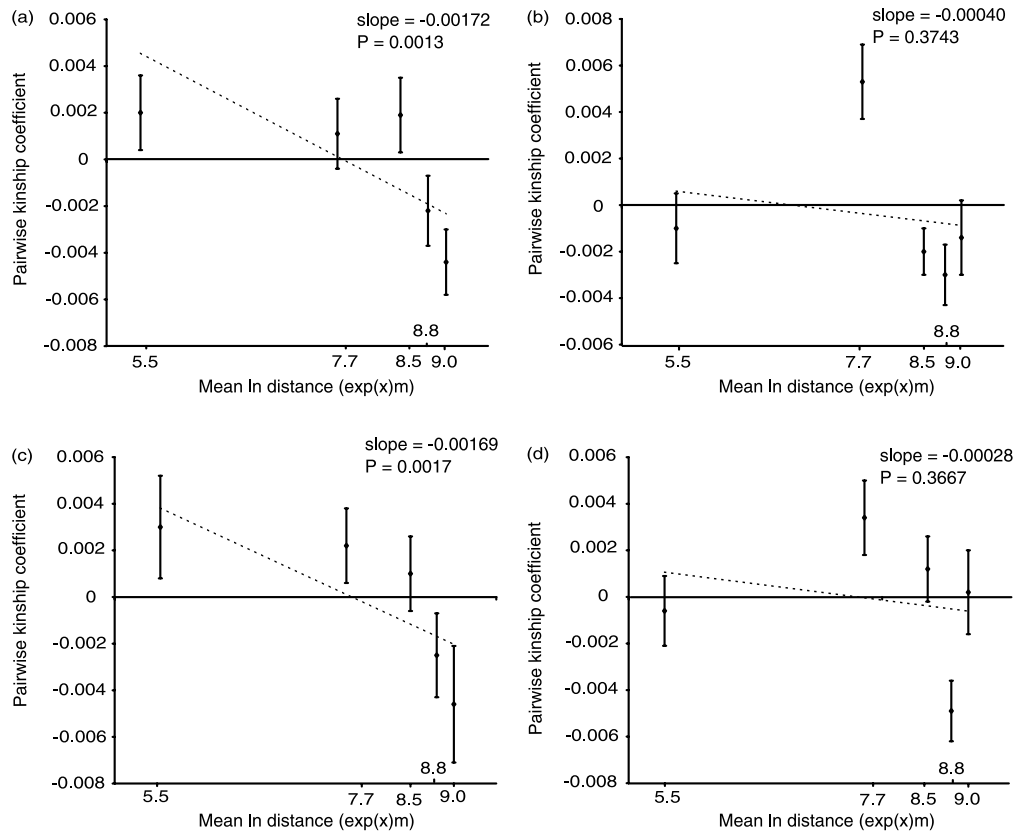 (a)
slope = -0.00172
P = 0.0013
Pairwise kinship coefficient
0.006
0.004
0.002
0
-0.002
-0.004
-0.006
-0.008
8.8
5.5 7.7 8.5 9.0
Mean ln distance (exp(x)m)
(b)
slope = -0.00040
P = 0.3743
Pairwise kinship coefficient
0.008
0.006
0.004
0.002
0
-0.002
-0.004
-0.006
8.8
5.5 7.7 8.5 9.0
Mean ln distance (exp(x)m)
(c)
slope = -0.00169
P = 0.0017
Pairwise kinship coefficient
0.006
0.004
0.002
0
-0.002
-0.004
-0.006
-0.008
8.8
5.5 7.7 8.5 9.0
Mean ln distance (exp(x)m)
(d)
slope = -0.00028
P = 0.3667
Pairwise kinship coefficient
0.006
0.004
0.002
0
-0.002
-0.004
-0.006
-0.008
8.8
5.5 7.7 8.5 9.0
Mean ln distance (exp(x)m)